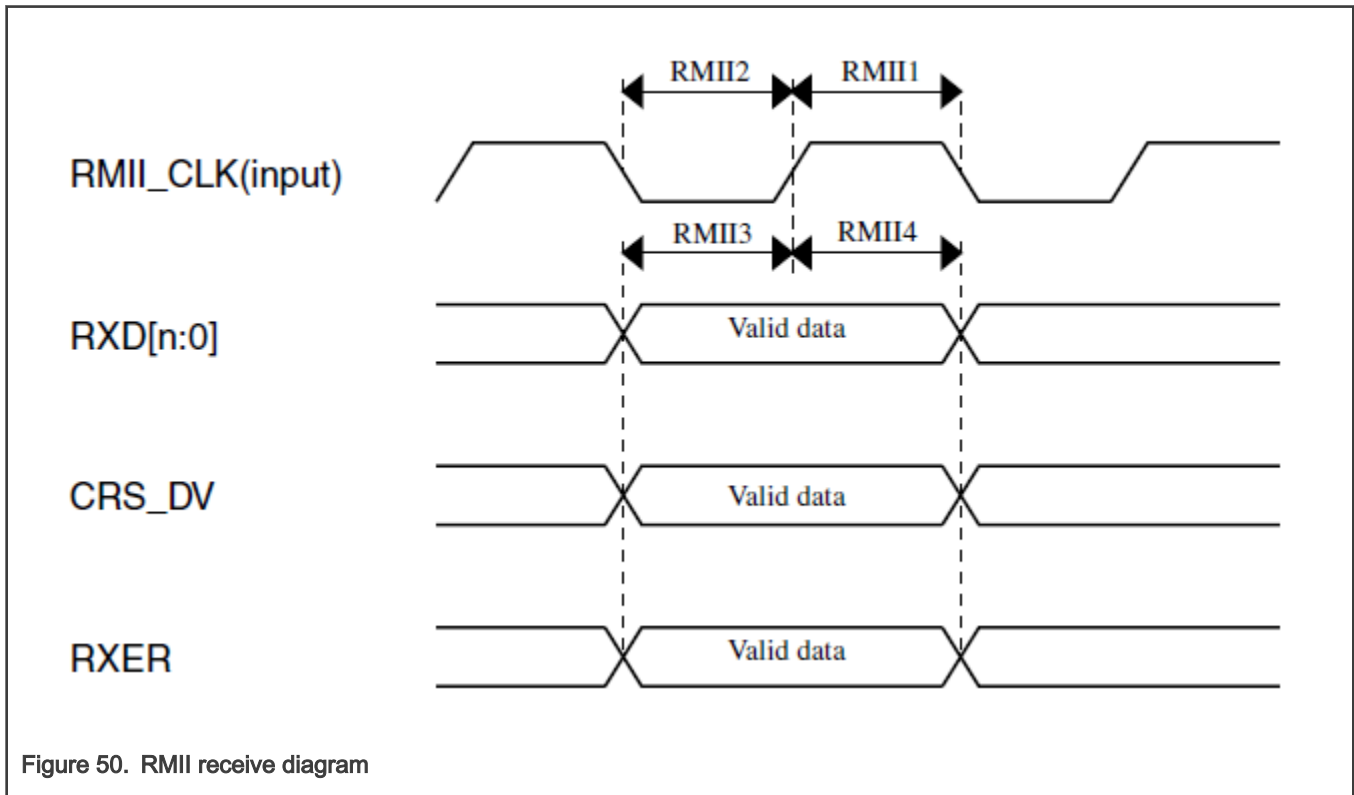 RMII2 RMII1
RMII_CLK(input)
RMII3 RMII4
RXD[n:0] Valid data
CRS_DV Valid data
RXER Valid data
Figure 50. RMII receive diagram